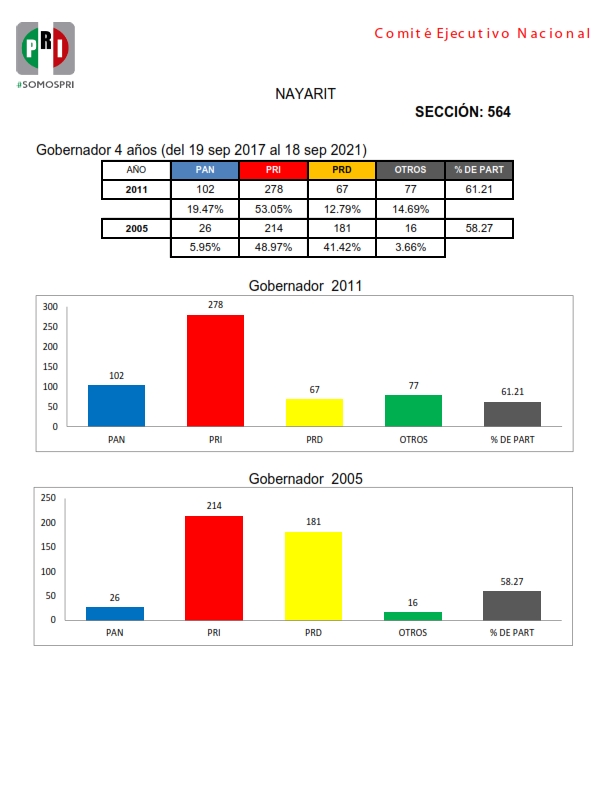 Comité Ejecutivo Nacional
PRI
#SOMOSPRI
NAYARIT
SECCIÓN: 564
Gobernador 4 años (del 19 sep 2017 al 18 sep 2021)
AÑO PAN PRI PRD OTROS % DE PART
2011 102 278 67 77 61.21
19.47% 53.05% 12.79% 14.69%
2005 26 214 181 16 58.27
5.95% 48.97% 41.42% 3.66%
Gobernador 2011
300
250
200
150
100
50
0
102
278
67
77
61.21
PAN PRI PRD OTROS % DE PART
Gobernador 2005
250
200
150
100
50
0
26
214
181
16
58.27
PAN PRI PRD OTROS % DE PART